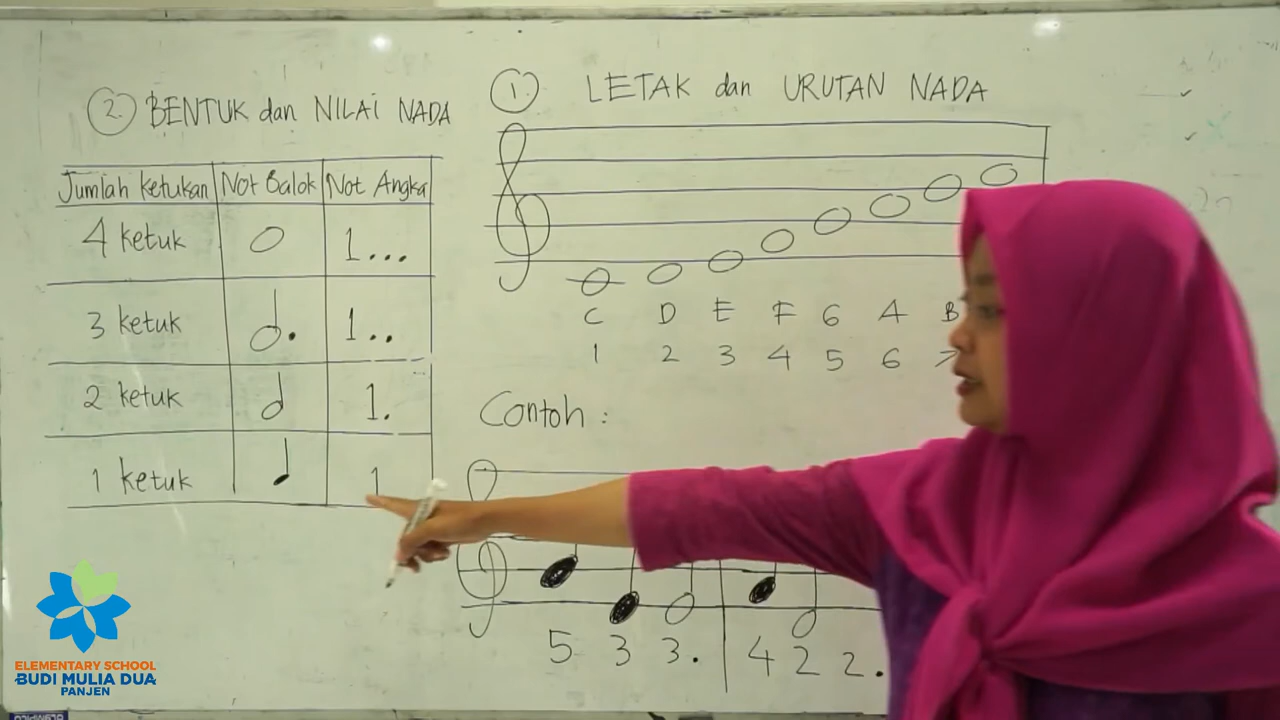 2. BENTUK dan NILAI NADA
Jumlah Ketukan Not Balok Not Angka
4 ketuk 1...
3 ketuk 1..
2 ketuk 1.
1 ketuk 1
1. LETAK dan URUTAN NADA
C D E F G A B
1 2 3 4 5 6 7
Contoh :
5 3 3. 4 2 2.
ELEMENTARY SCHOOL
BUDI MULIA DUA
PANJEN